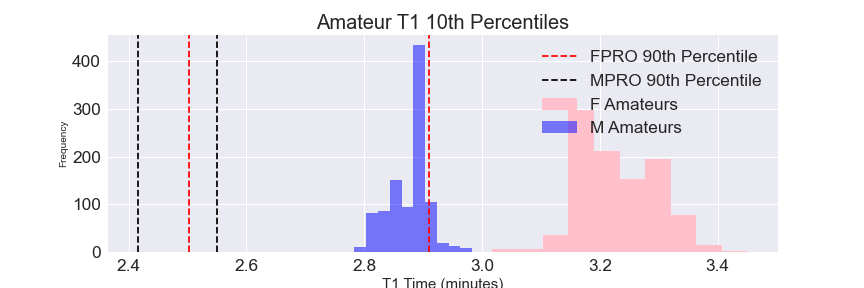 Amateur T1 10th Percentiles
400
300
200
100
0
Frequency
FPRO 90th Percentile
MPRO 90th Percentile
F Amateurs
M Amateurs
2.4 2.6 2.8 3.0 3.2 3.4
T1 Time (minutes)